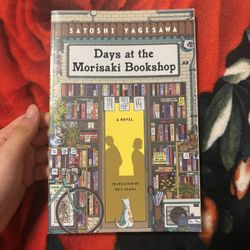 SATOSHI YAGISAWA
Days at the
Morisaki Bookshop
A NOVEL
TRANSLATED BY
ERIC OZAWA